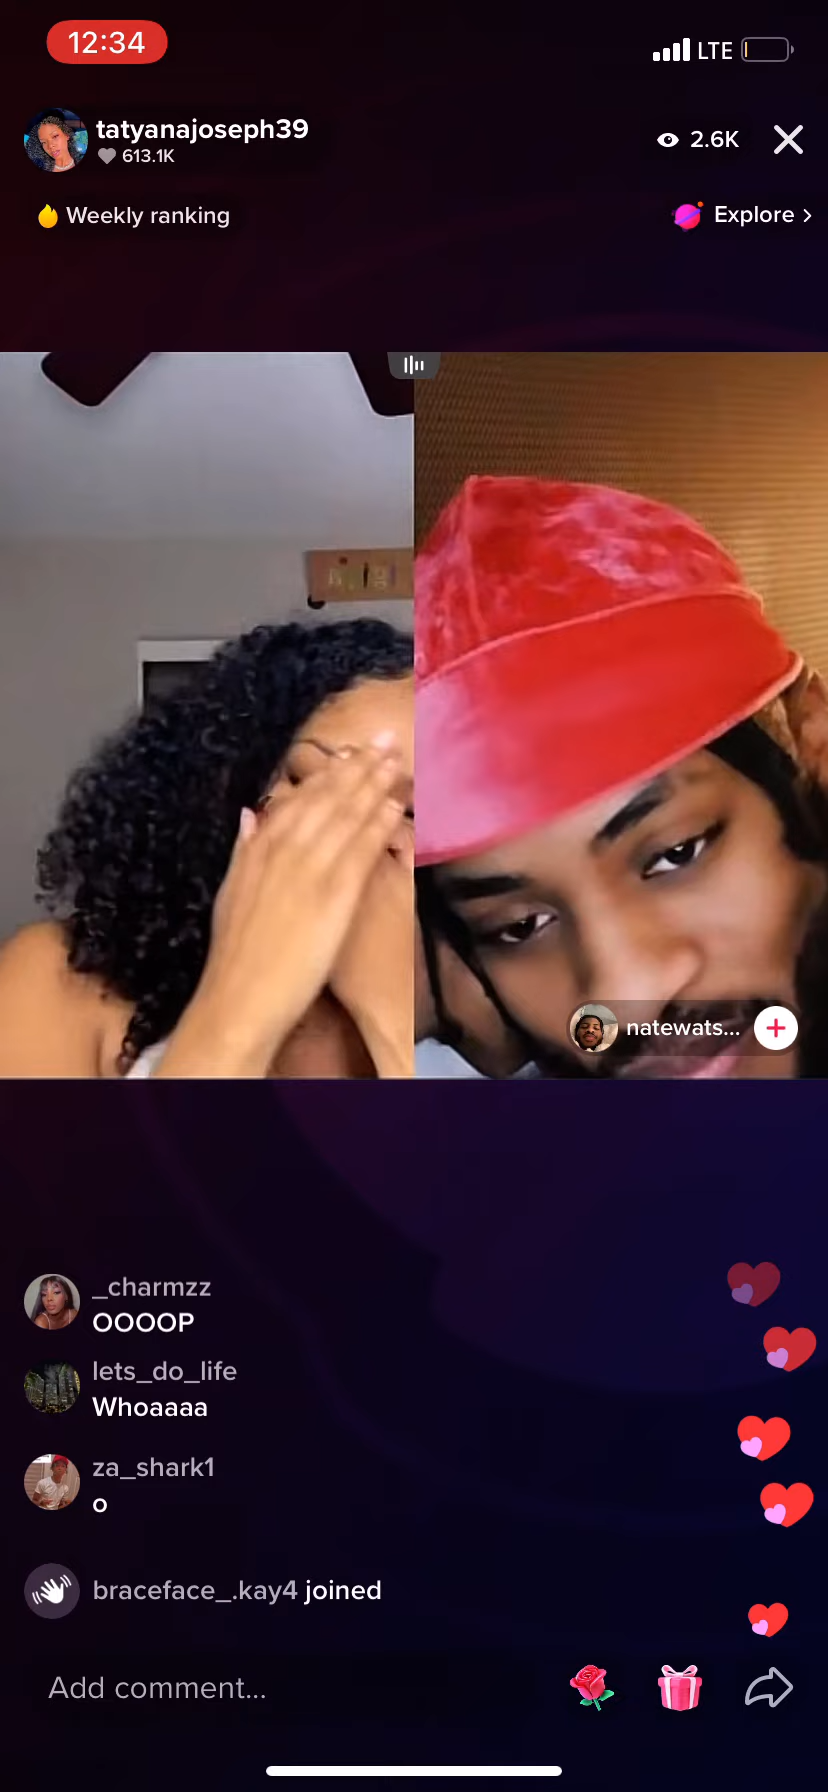 12:34
LTE
tatyanajoseph39
613.1K
2.6K
Weekly ranking
Explore >
natewats...
_charmzz
OOOOP
lets_do_life
Whoaaaa
za_shark1
o
braceface_.kay4 joined
Add comment...